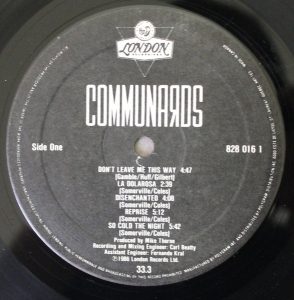 LONDON
COMMUNARDS
Side One
828 016 1
DON'T LEAVE ME THIS WAY 4:47
(Gamble/Huff/Gilbert)
LA DOLAROSA 2:39
(Somerville/Coles)
DISENCHANTED 4:08
(Somerville/Coles)
REPRISE 5:12
(Somerville/Coles)
SO COLD THE NIGHT 5:42
(Somerville/Coles)
Produced by Mike Thorne
Recording and Mixing Engineer: Carl Beatty
Assistant Engineer: Fernando Kral
℗1986 London Records Ltd.
33.3